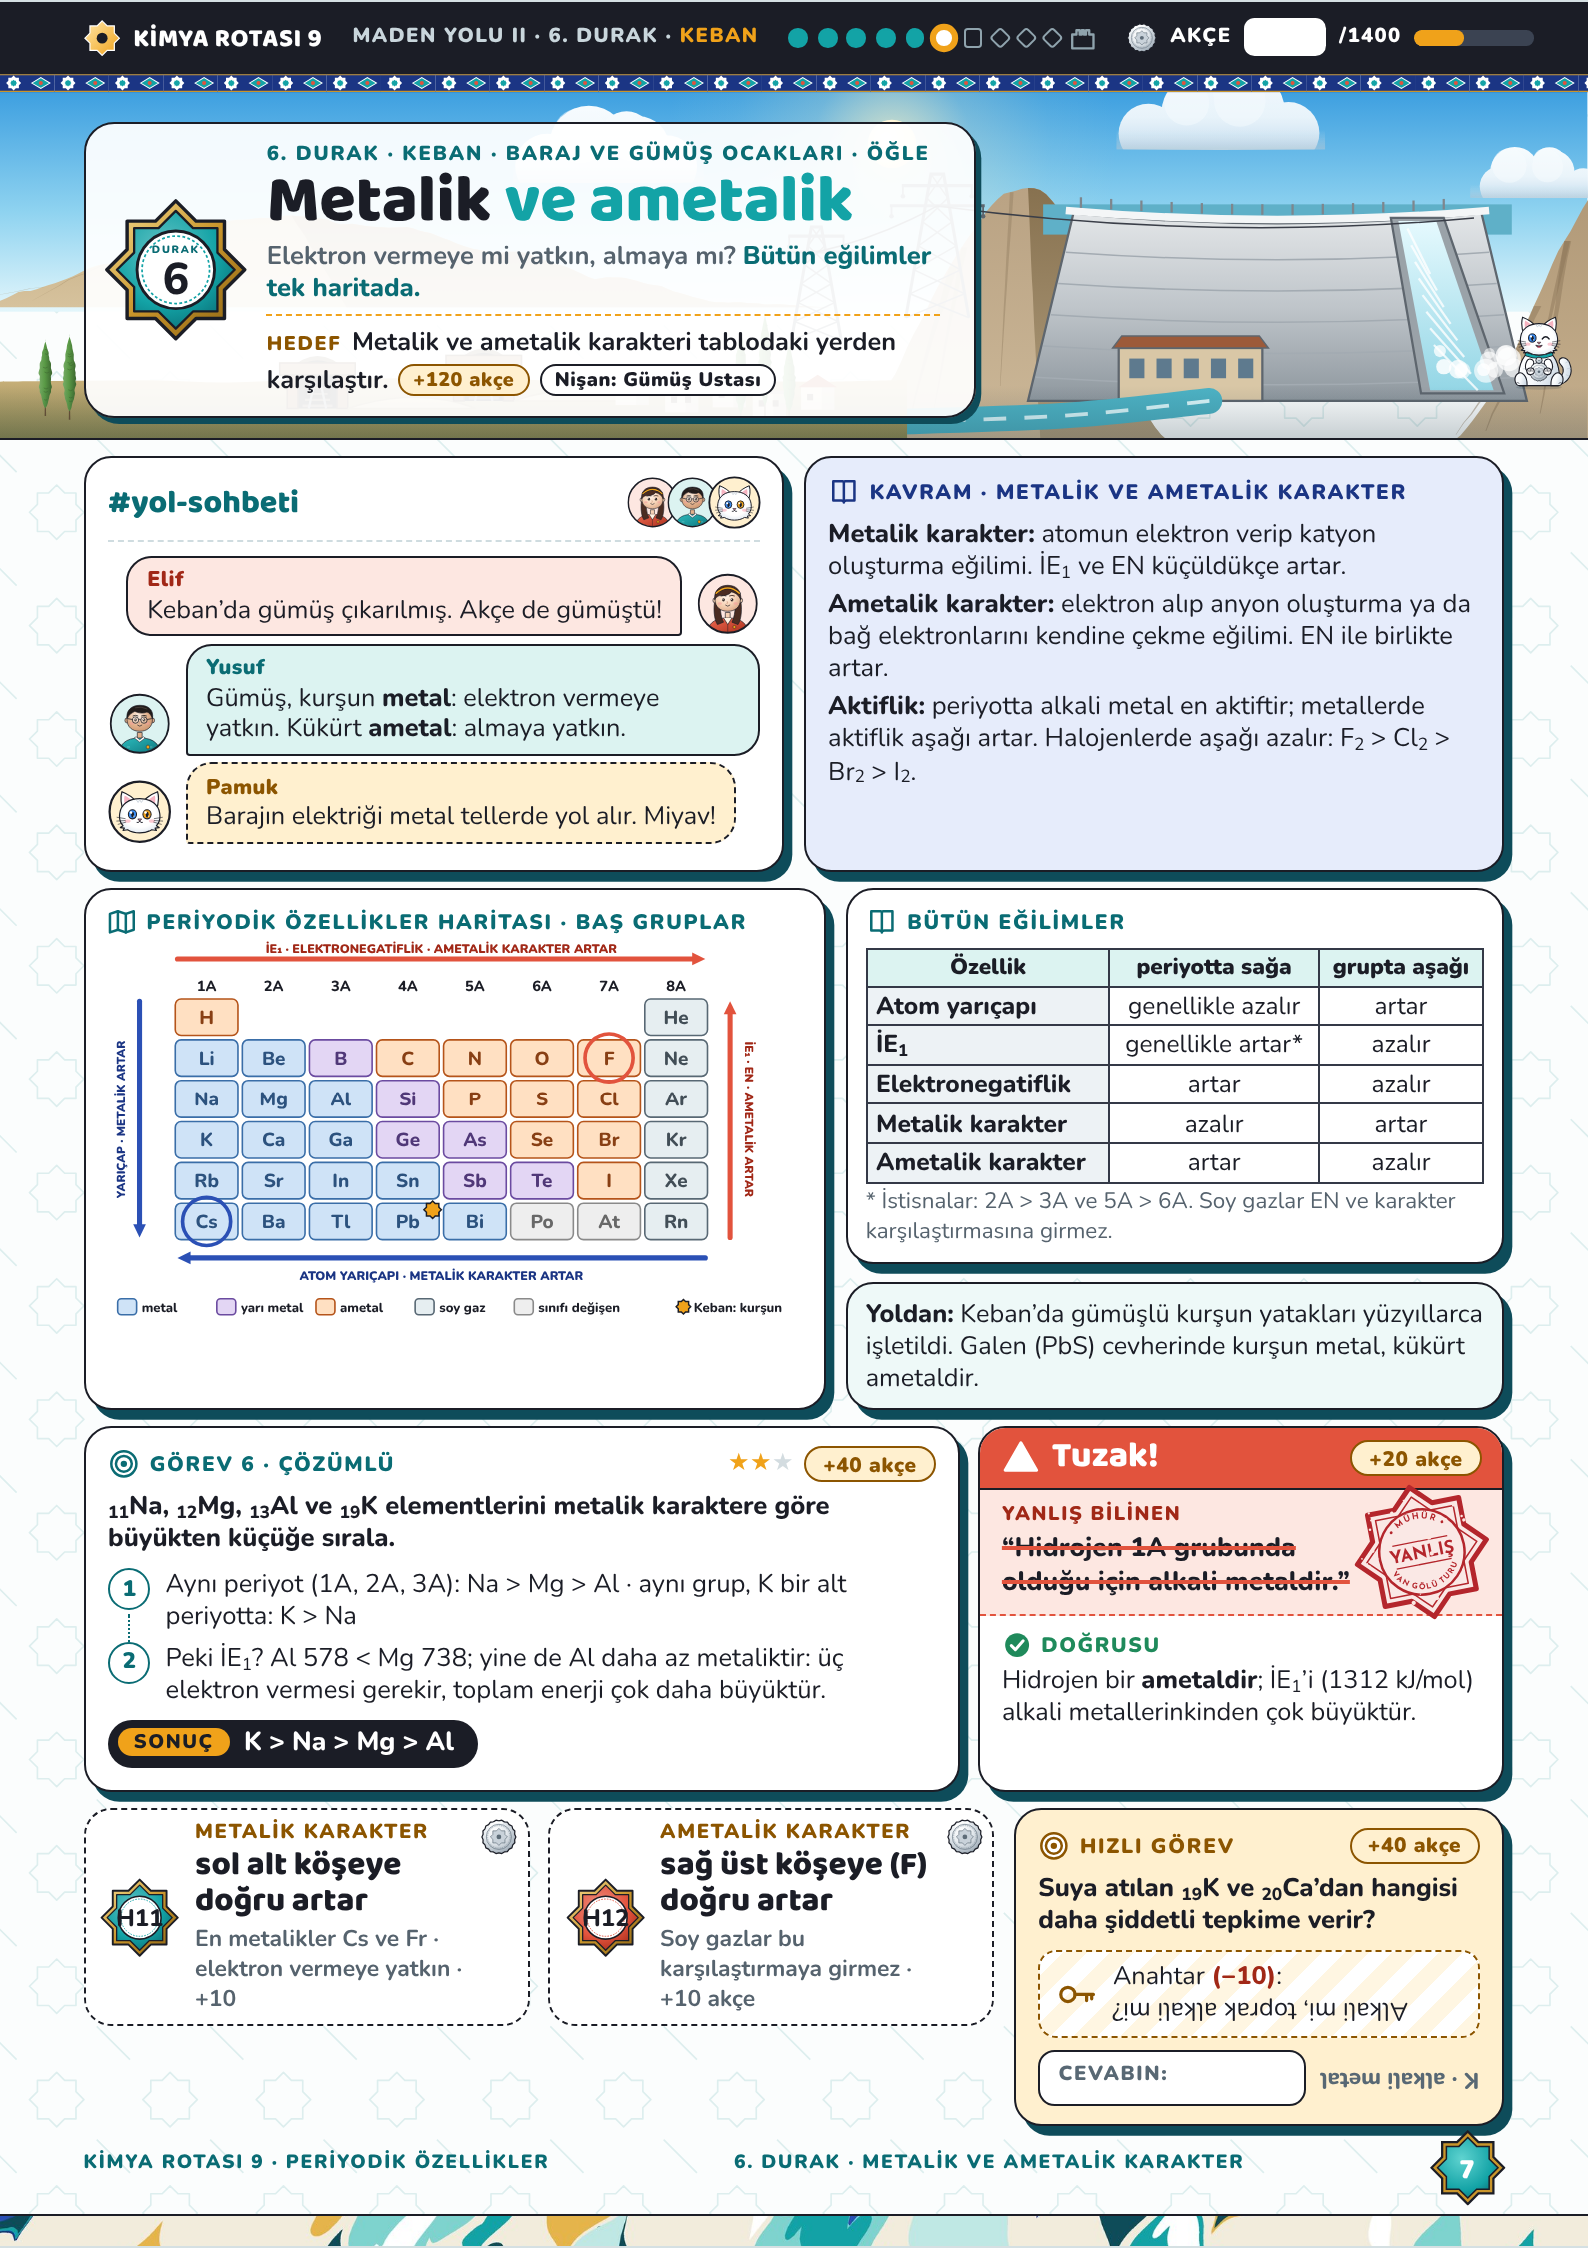 KİMYA ROTASI 9 MADEN YOLU II · 6. DURAK · KEBAN AKÇE /1400
6. DURAK · KEBAN · BARAJ VE GÜMÜŞ OCAKLARI · ÖĞLE
Metalik ve ametalik
DURAK
6
Elektron vermeye mi yatkın, almaya mı? Bütün eğilimler
tek haritada.
HEDEF Metalik ve ametalik karakteri tablodaki yerden
karşılaştır. +120 akçe Nişan: Gümüş Ustası
#yol-sohbeti
Elif
Keban’da gümüş çıkarılmış. Akçe de gümüştü!
Yusuf
Gümüş, kurşun metal: elektron vermeye
yatkın. Kükürt ametal: almaya yatkın.
Pamuk
Barajın elektriği metal tellerde yol alır. Miyav!
KAVRAM · METALİK VE AMETALİK KARAKTER
Metalik karakter: atomun elektron verip katyon
oluşturma eğilimi. İE₁ ve EN küçüldükçe artar.
Ametalik karakter: elektron alıp anyon oluşturma ya da
bağ elektronlarını kendine çekme eğilimi. EN ile birlikte
artar.
Aktiflik: periyotta alkali metal en aktiftir; metallerde
aktiflik aşağı artar. Halojenlerde aşağı azalır: F₂ > Cl₂ >
Br₂ > I₂.
PERİYODİK ÖZELLİKLER HARİTASI · BAŞ GRUPLAR
İE₁ · ELEKTRONEGATİFLİK · AMETALİK KARAKTER ARTAR
1A 2A 3A 4A 5A 6A 7A 8A
H He
Li Be B C N O F Ne
Na Mg Al Si P S Cl Ar
K Ca Ga Ge As Se Br Kr
Rb Sr In Sn Sb Te I Xe
Cs Ba Tl Pb Bi Po At Rn
YARIÇAP · METALİK ARTAR
İE₁ · EN · AMETALİK ARTAR
ATOM YARIÇAPI · METALİK KARAKTER ARTAR
metal yarı metal ametal soy gaz sınıfı değişen Keban: kurşun
BÜTÜN EĞİLİMLER
Özellik periyotta sağa grupta aşağı
Atom yarıçapı genellikle azalır artar
İE₁ genellikle artar* azalır
Elektronegatiflik artar azalır
Metalik karakter azalır artar
Ametalik karakter artar azalır
* İstisnalar: 2A > 3A ve 5A > 6A. Soy gazlar EN ve karakter
karşılaştırmasına girmez.
Yoldan: Keban’da gümüşlü kurşun yatakları yüzyıllarca
işletildi. Galen (PbS) cevherinde kurşun metal, kükürt
ametaldir.
GÖREV 6 · ÇÖZÜMLÜ ★★★ +40 akçe
₁₁Na, ₁₂Mg, ₁₃Al ve ₁₉K elementlerini metalik karaktere göre
büyükten küçüğe sırala.
1 Aynı periyot (1A, 2A, 3A): Na > Mg > Al · aynı grup, K bir alt
periyotta: K > Na
2 Peki İE₁? Al 578 < Mg 738; yine de Al daha az metaliktir: üç
elektron vermesi gerekir, toplam enerji çok daha büyüktür.
SONUÇ K > Na > Mg > Al
Tuzak! +20 akçe
YANLIŞ BİLİNEN
“Hidrojen 1A grubunda
olduğu için alkali metaldir.”
MÜHÜR
YANLIŞ
VAN GÖLÜ TURU
DOĞRUSU
Hidrojen bir ametaldir; İE₁’i (1312 kJ/mol)
alkali metallerinkinden çok büyüktür.
H11
METALİK KARAKTER
sol alt köşeye
doğru artar
En metalikler Cs ve Fr ·
elektron vermeye yatkın ·
+10
H12
AMETALİK KARAKTER
sağ üst köşeye (F)
doğru artar
Soy gazlar bu
karşılaştırmaya girmez ·
+10 akçe
HIZLI GÖREV +40 akçe
Suya atılan ₁₉K ve ₂₀Ca’dan hangisi
daha şiddetli tepkime verir?
Anahtar (−10):
Alkali mi, toprak alkali mi?
CEVABIN: K · alkali metal
KİMYA ROTASI 9 · PERİYODİK ÖZELLİKLER 6. DURAK · METALİK VE AMETALİK KARAKTER 7